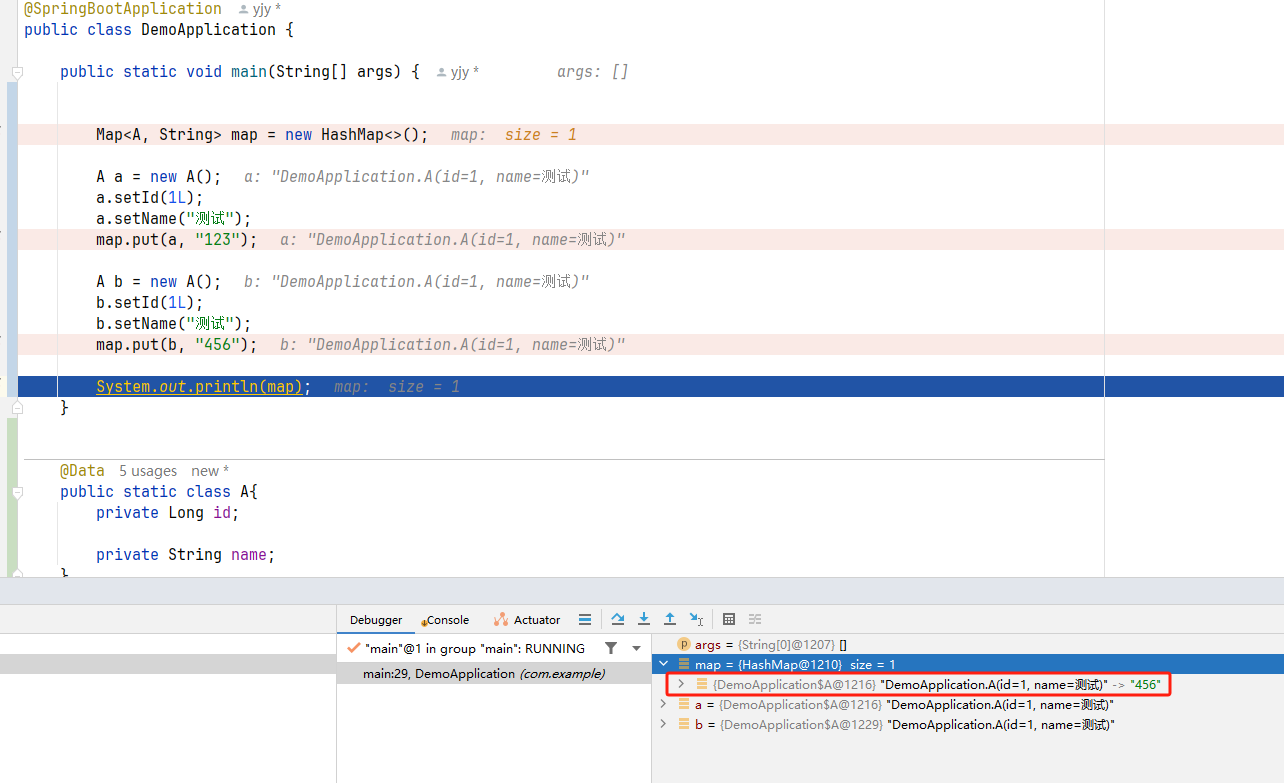 @SpringBootApplication yjy *
public class DemoApplication {
public static void main(String[] args) { yjy * args: []
Map<A, String> map = new HashMap<>(); map: size = 1
A a = new A(); a: "DemoApplication.A(id=1, name=测试)"
a.setId(1L);
a.setName("测试");
map.put(a, "123"); a: "DemoApplication.A(id=1, name=测试)"
A b = new A(); b: "DemoApplication.A(id=1, name=测试)"
b.setId(1L);
b.setName("测试");
map.put(b, "456"); b: "DemoApplication.A(id=1, name=测试)"
System.out.println(map); map: size = 1
}
@Data 5 usages new *
public static class A{
private Long id;
private String name;
}
Debugger Console Actuator
"main"@1 in group "main": RUNNING
main:29, DemoApplication (com.example)
args = {String[0]@1207} []
map = {HashMap@1210} size = 1
{DemoApplication$A@1216} "DemoApplication.A(id=1, name=测试)" -> "456"
a = {DemoApplication$A@1216} "DemoApplication.A(id=1, name=测试)"
b = {DemoApplication$A@1229} "DemoApplication.A(id=1, name=测试)"